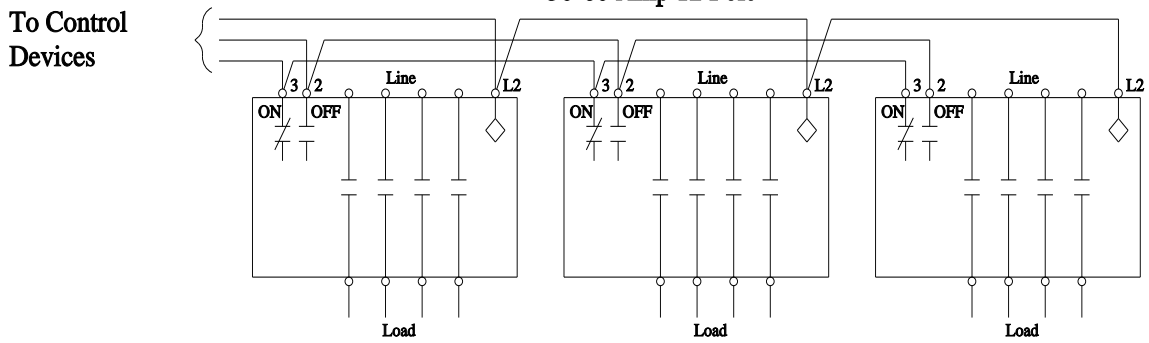 Amp
To Control
Devices
3 2 Line L2
ON OFF
Load
3 2 Line L2
ON OFF
Load
3 2 Line L2
ON OFF
Load